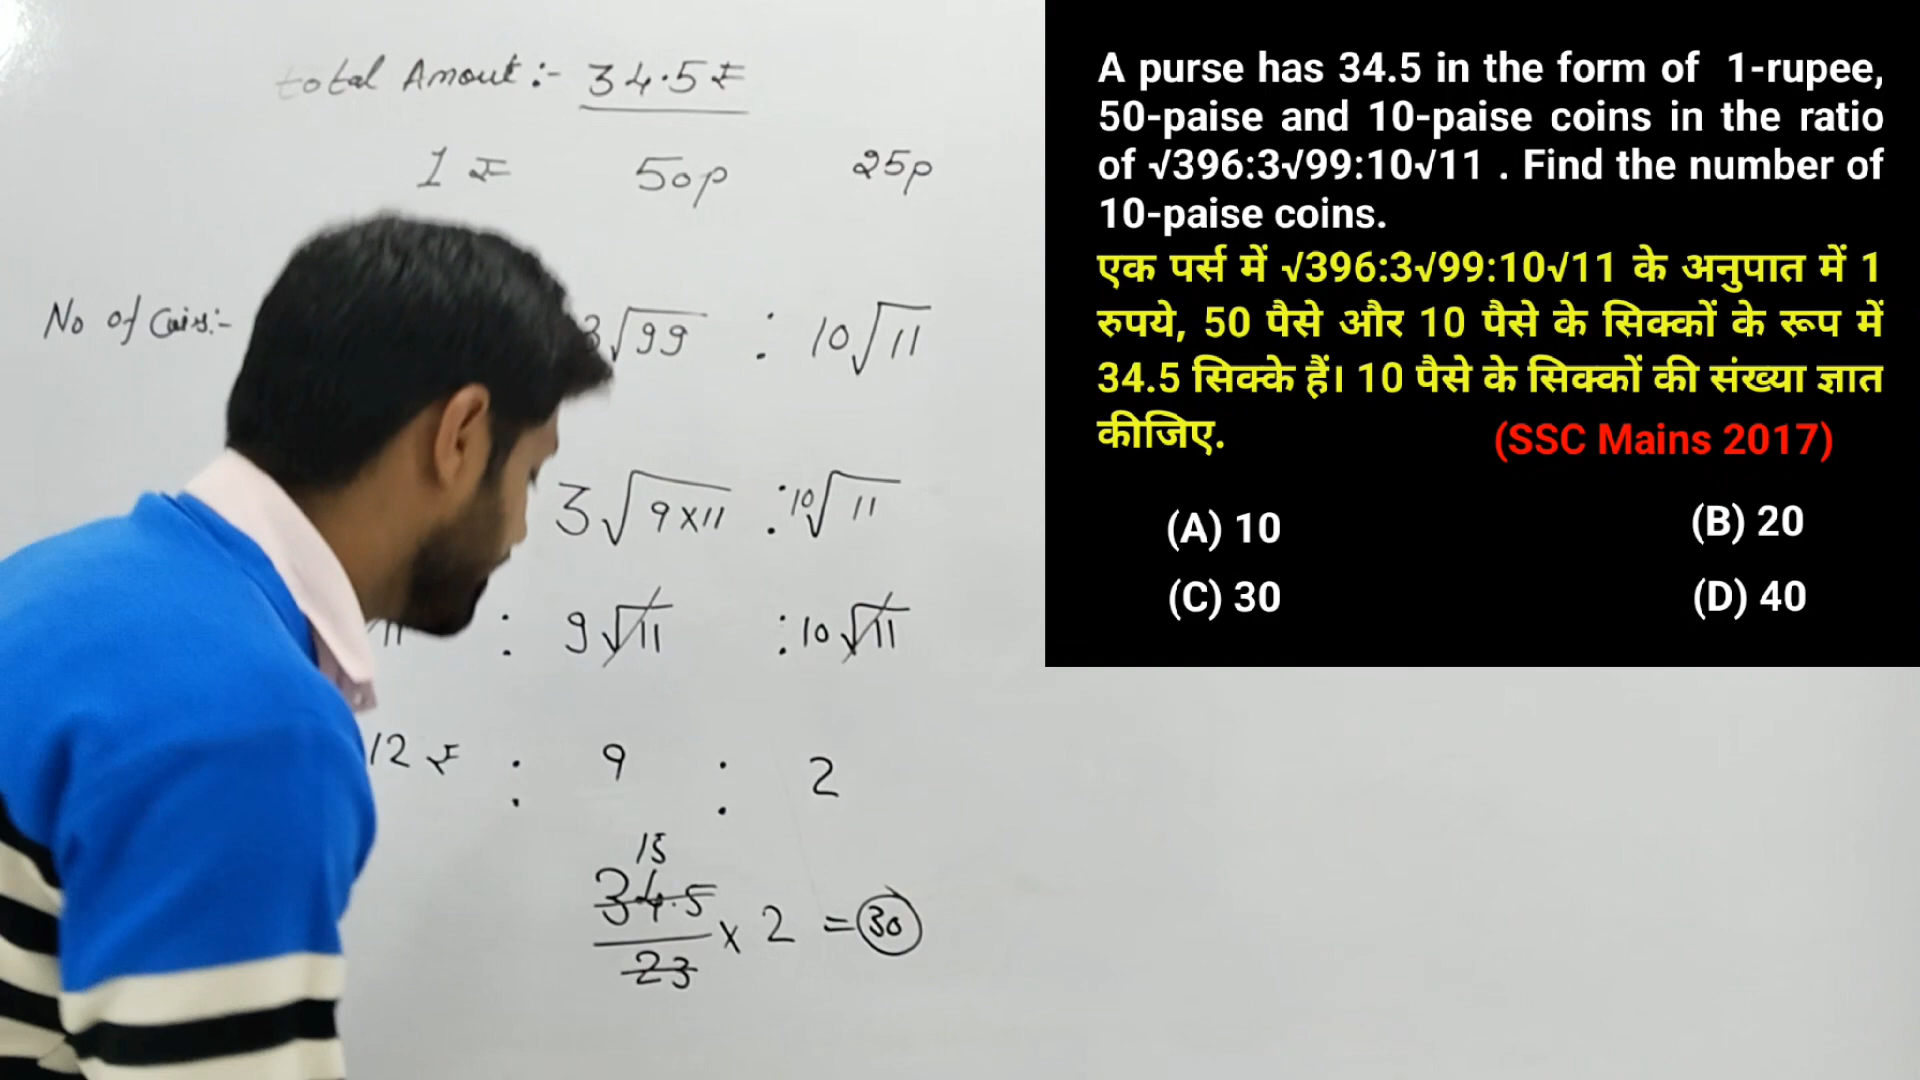 total Amout :- 34.5₹
1 ₹ 50p 25p
No of Coins:- 3√99 : 10√11
3√9×11 : 10√11
11 : 9√11 : 10√11
12 ₹ : 9 : 2
15
34.5
23 × 2 = 30
A purse has 34.5 in the form of 1-rupee,
50-paise and 10-paise coins in the ratio
of √396:3√99:10√11 . Find the number of
10-paise coins.
एक पर्स में √396:3√99:10√11 के अनुपात में 1
रुपये, 50 पैसे और 10 पैसे के सिक्कों के रूप में
34.5 सिक्के हैं। 10 पैसे के सिक्कों की संख्या ज्ञात
कीजिए.
(SSC Mains 2017)
(A) 10 (B) 20
(C) 30 (D) 40